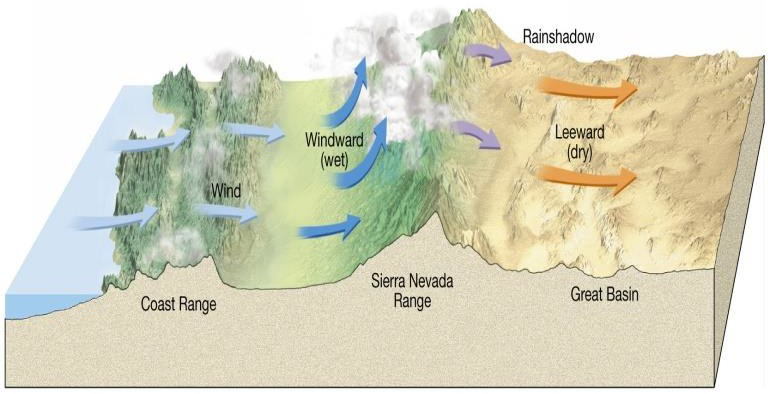 Rainshadow
Windward
(wet)
Leeward
(dry)
Wind
Coast Range
Sierra Nevada
Range
Great Basin